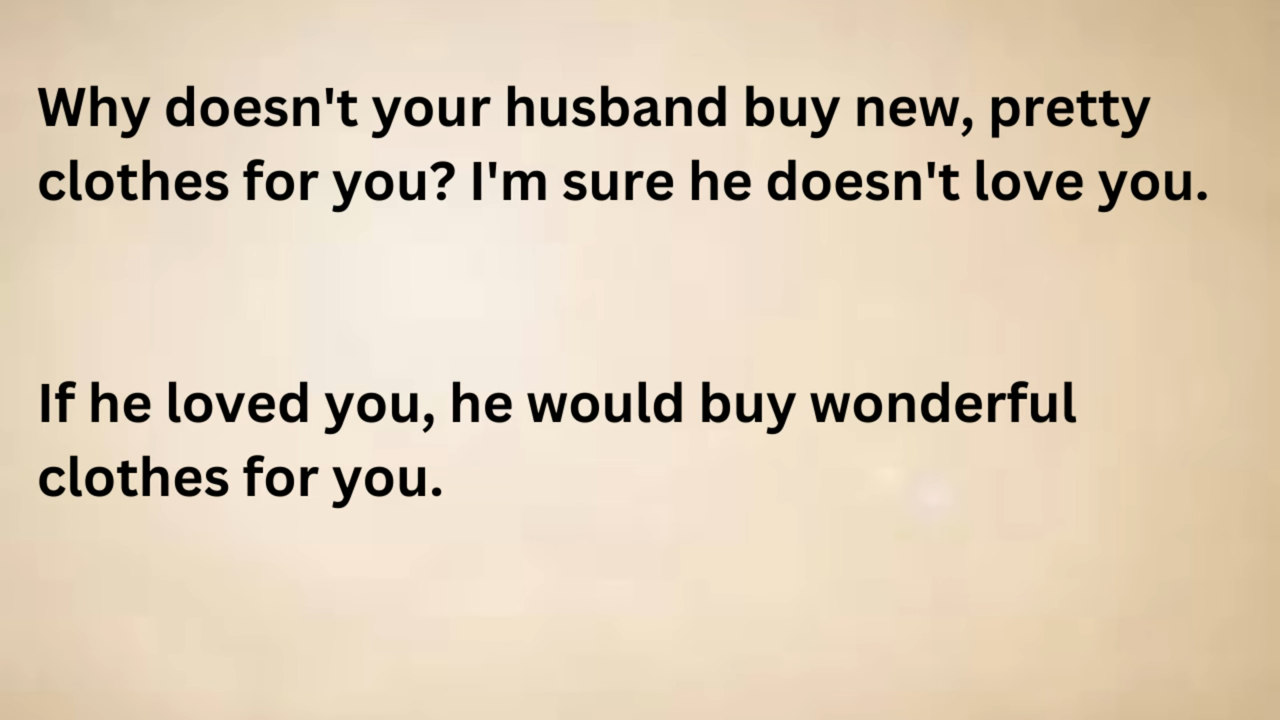 Why doesn't your husband buy new, pretty
clothes for you? I'm sure he doesn't love you.
If he loved you, he would buy wonderful
clothes for you.